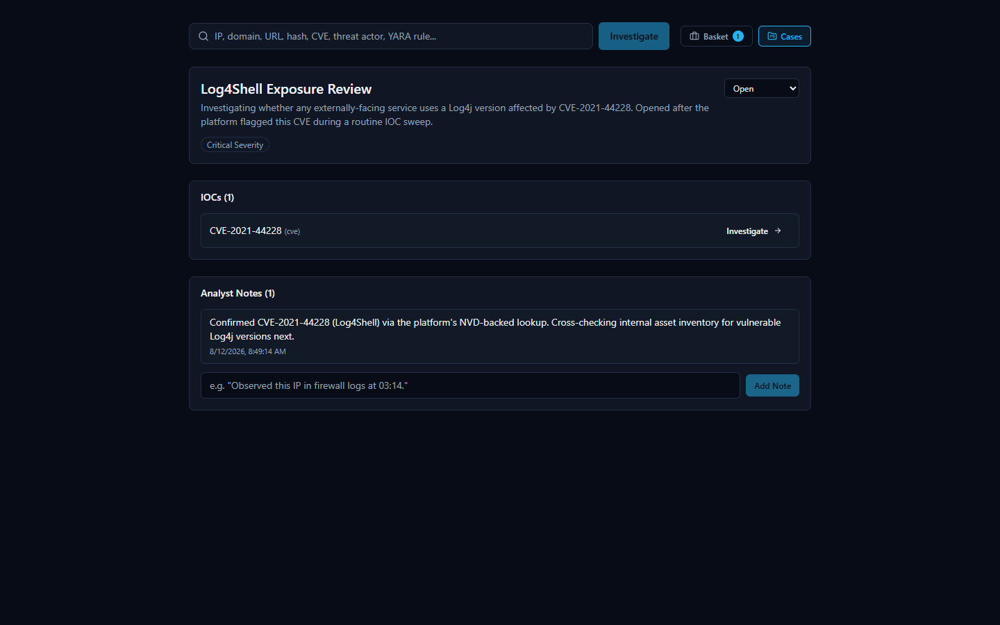 IP, domain, URL, hash, CVE, threat actor, YARA rule...
Investigate
Basket 1
Cases
Log4Shell Exposure Review
Open
Investigating whether any externally-facing service uses a Log4j version affected by CVE-2021-44228. Opened after the
platform flagged this CVE during a routine IOC sweep.
Critical Severity
IOCs (1)
CVE-2021-44228 (cve)
Investigate →
Analyst Notes (1)
Confirmed CVE-2021-44228 (Log4Shell) via the platform's NVD-backed lookup. Cross-checking internal asset inventory for vulnerable
Log4j versions next.
8/12/2026, 8:49:14 AM
e.g. "Observed this IP in firewall logs at 03:14."
Add Note